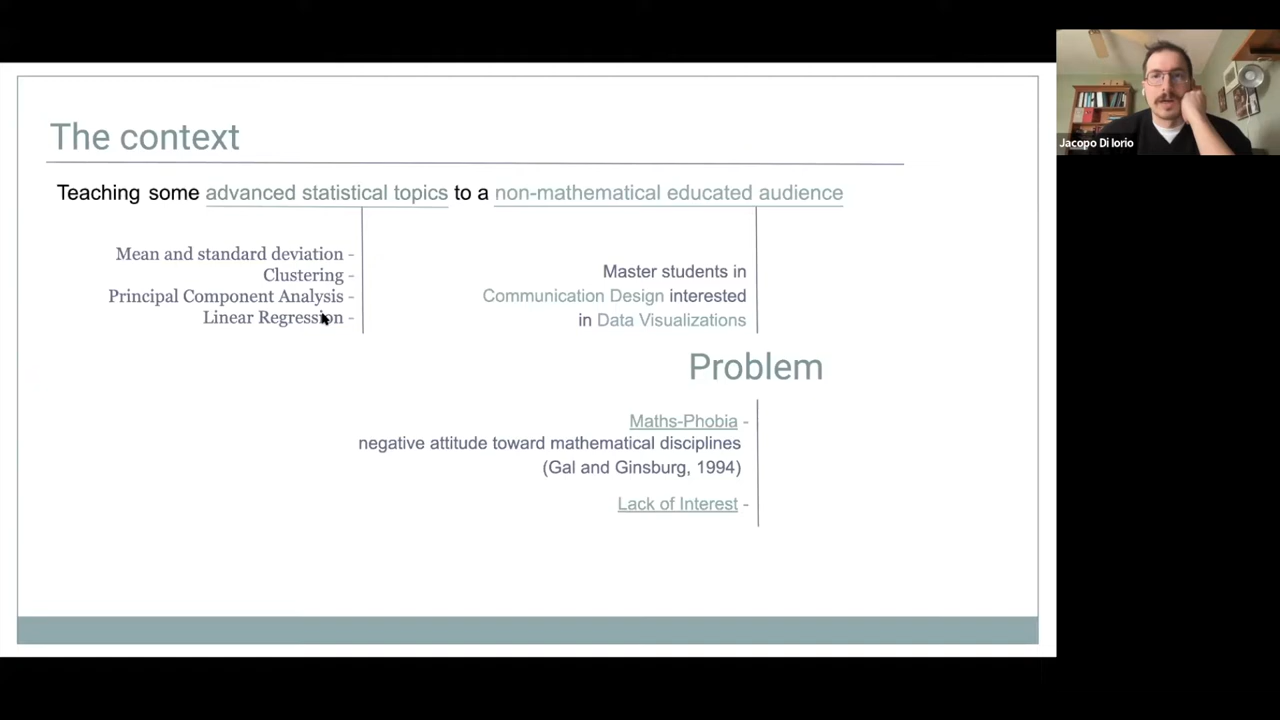 The context
Teaching some advanced statistical topics to a non-mathematical educated audience
Mean and standard deviation -
Clustering -
Principal Component Analysis -
Linear Regression -
Master students in
Communication Design interested
in Data Visualizations
Problem
Maths-Phobia -
negative attitude toward mathematical disciplines
(Gal and Ginsburg, 1994)
Lack of Interest -
Jacopo Di Iorio